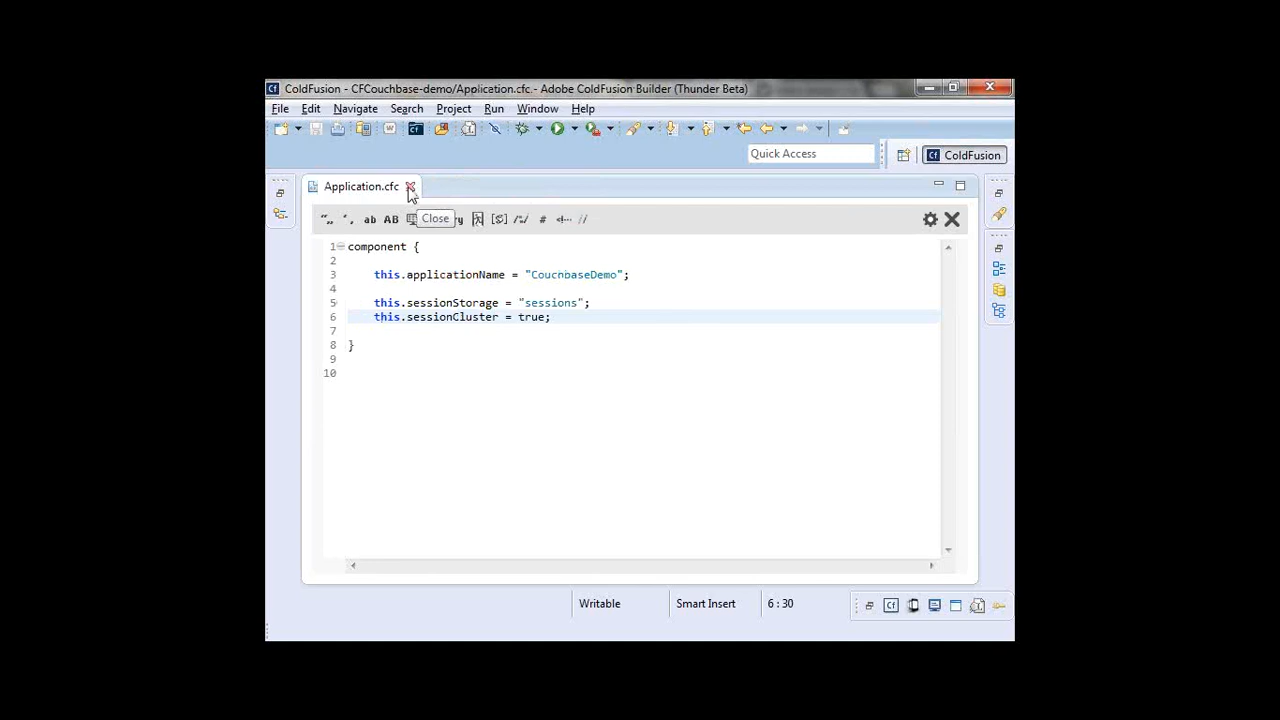 ColdFusion - CFCouchbase-demo/Application.cfc - Adobe ColdFusion Builder (Thunder Beta)
File Edit Navigate Search Project Run Window Help
Quick Access
ColdFusion
Application.cfc
ab AB Close #
1 component {
2
3 this.applicationName = "CouchbaseDemo";
4
5 this.sessionStorage = "sessions";
6 this.sessionCluster = true;
7
8 }
9
10
Writable Smart Insert 6 : 30